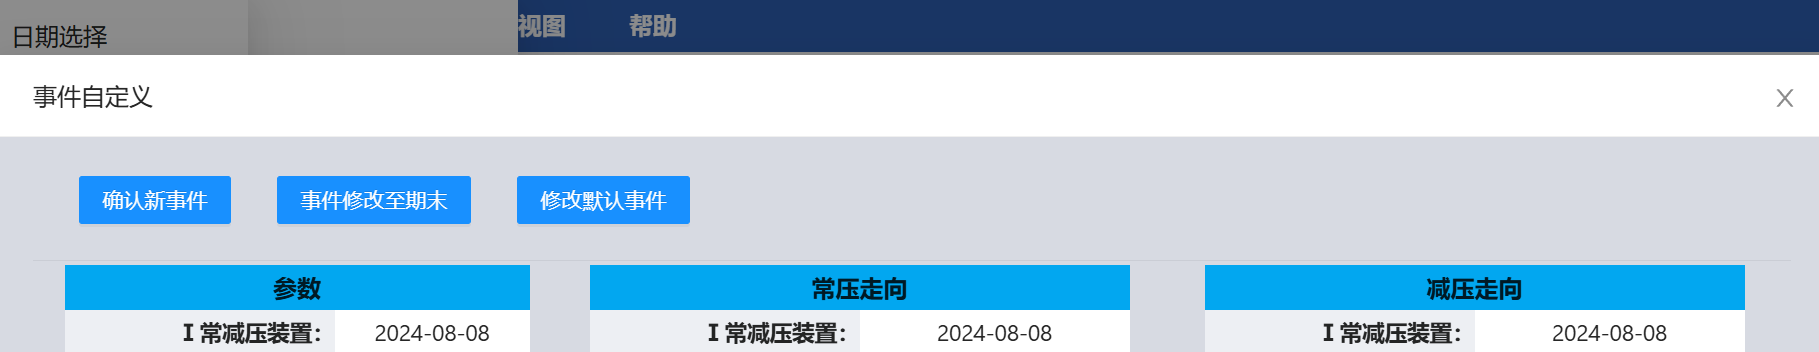 日期选择 视图 帮助
事件自定义
确认新事件 事件修改至期末 修改默认事件
参数 常压走向 减压走向
I 常减压装置： 2024-08-08 I 常减压装置： 2024-08-08 I 常减压装置： 2024-08-08